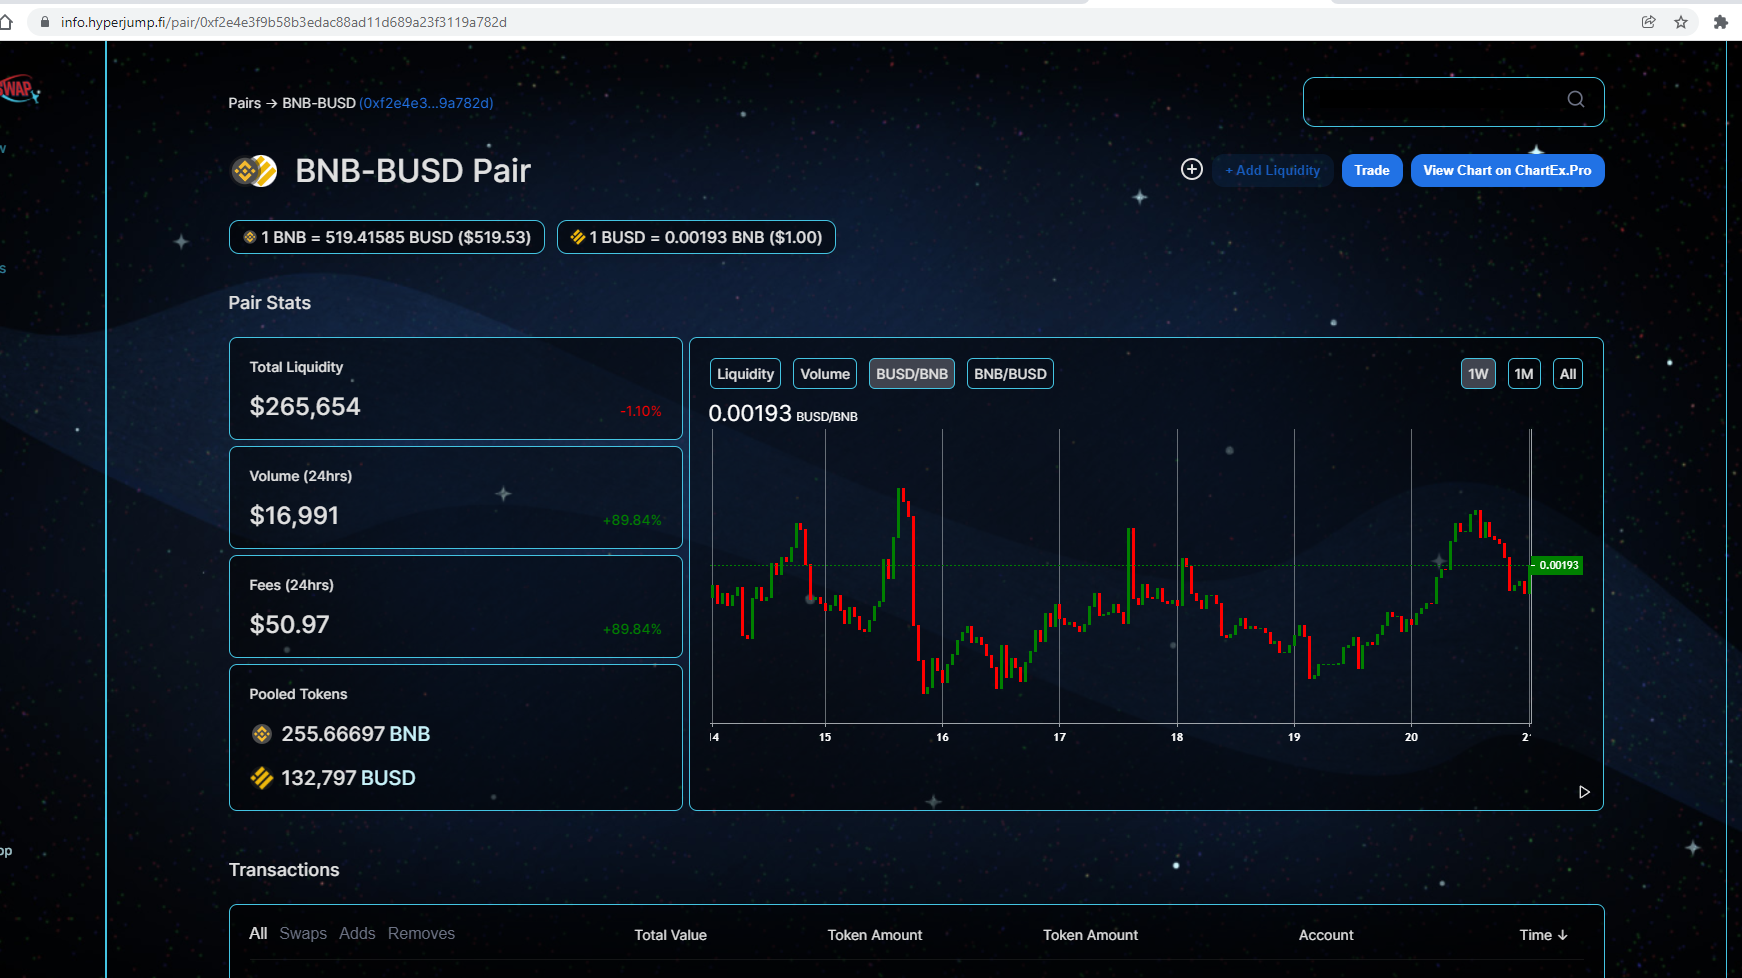 info.hyperjump.fi/pair/0xf2e4e3f9b58b3edac88ad11d689a23f3119a782d
SWAP
Pairs → BNB-BUSD (0xf2e4e3...9a782d)
BNB-BUSD Pair
+ Add Liquidity
Trade
View Chart on ChartEx.Pro
1 BNB = 519.41585 BUSD ($519.53)
1 BUSD = 0.00193 BNB ($1.00)
Pair Stats
Total Liquidity
$265,654
-1.10%
Volume (24hrs)
$16,991
+89.84%
Fees (24hrs)
$50.97
+89.84%
Pooled Tokens
255.66697 BNB
132,797 BUSD
Liquidity
Volume
BUSD/BNB
BNB/BUSD
1W
1M
All
0.00193 BUSD/BNB
0.00193
14 15 16 17 18 19 20 21
Transactions
All Swaps Adds Removes
Total Value
Token Amount
Token Amount
Account
Time ↓